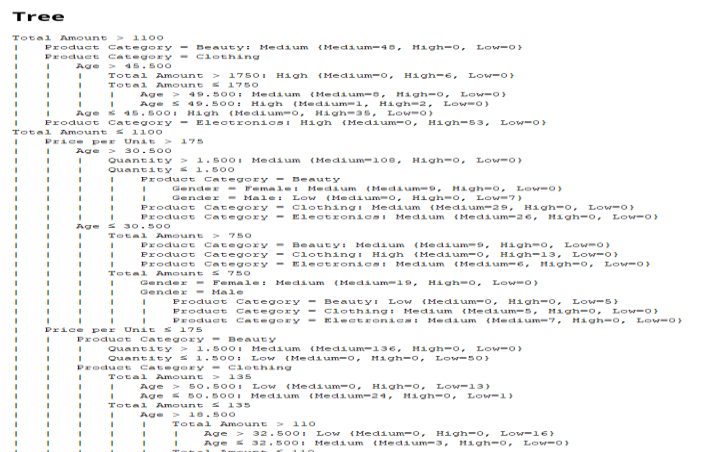 Tree
Total Amount > 1100
| Product Category = Beauty: Medium {Medium=48, High=0, Low=0}
| Product Category = Clothing
| | Age > 45.500
| | | Total Amount > 1750: High {Medium=0, High=6, Low=0}
| | | Total Amount ≤ 1750
| | | | Age > 49.500: Medium {Medium=8, High=0, Low=0}
| | | | Age ≤ 49.500: High {Medium=1, High=2, Low=0}
| | Age ≤ 45.500: High {Medium=0, High=35, Low=0}
| Product Category = Electronics: High {Medium=0, High=53, Low=0}
Total Amount ≤ 1100
| Price per Unit > 175
| | Age > 30.500
| | | Quantity > 1.500: Medium {Medium=108, High=0, Low=0}
| | | Quantity ≤ 1.500
| | | | Product Category = Beauty
| | | | | Gender = Female: Medium {Medium=9, High=0, Low=0}
| | | | | Gender = Male: Low {Medium=0, High=0, Low=7}
| | | | Product Category = Clothing: Medium {Medium=29, High=0, Low=0}
| | | | Product Category = Electronics: Medium {Medium=26, High=0, Low=0}
| | Age ≤ 30.500
| | | Total Amount > 750
| | | | Product Category = Beauty: Medium {Medium=9, High=0, Low=0}
| | | | Product Category = Clothing: High {Medium=0, High=13, Low=0}
| | | | Product Category = Electronics: Medium {Medium=6, High=0, Low=0}
| | | Total Amount ≤ 750
| | | | Gender = Female: Medium {Medium=19, High=0, Low=0}
| | | | Gender = Male
| | | | | Product Category = Beauty: Low {Medium=0, High=0, Low=5}
| | | | | Product Category = Clothing: Medium {Medium=5, High=0, Low=0}
| | | | | Product Category = Electronics: Medium {Medium=7, High=0, Low=0}
| Price per Unit ≤ 175
| | Product Category = Beauty
| | | Quantity > 1.500: Medium {Medium=136, High=0, Low=0}
| | | Quantity ≤ 1.500: Low {Medium=0, High=0, Low=50}
| | Product Category = Clothing
| | | Total Amount > 135
| | | | Age > 50.500: Low {Medium=0, High=0, Low=13}
| | | | Age ≤ 50.500: Medium {Medium=24, High=0, Low=1}
| | | Total Amount ≤ 135
| | | | Age > 18.500
| | | | | Total Amount > 110
| | | | | | Age > 32.500: Low {Medium=0, High=0, Low=16}
| | | | | | Age ≤ 32.500: Medium {Medium=3, High=0, Low=0}